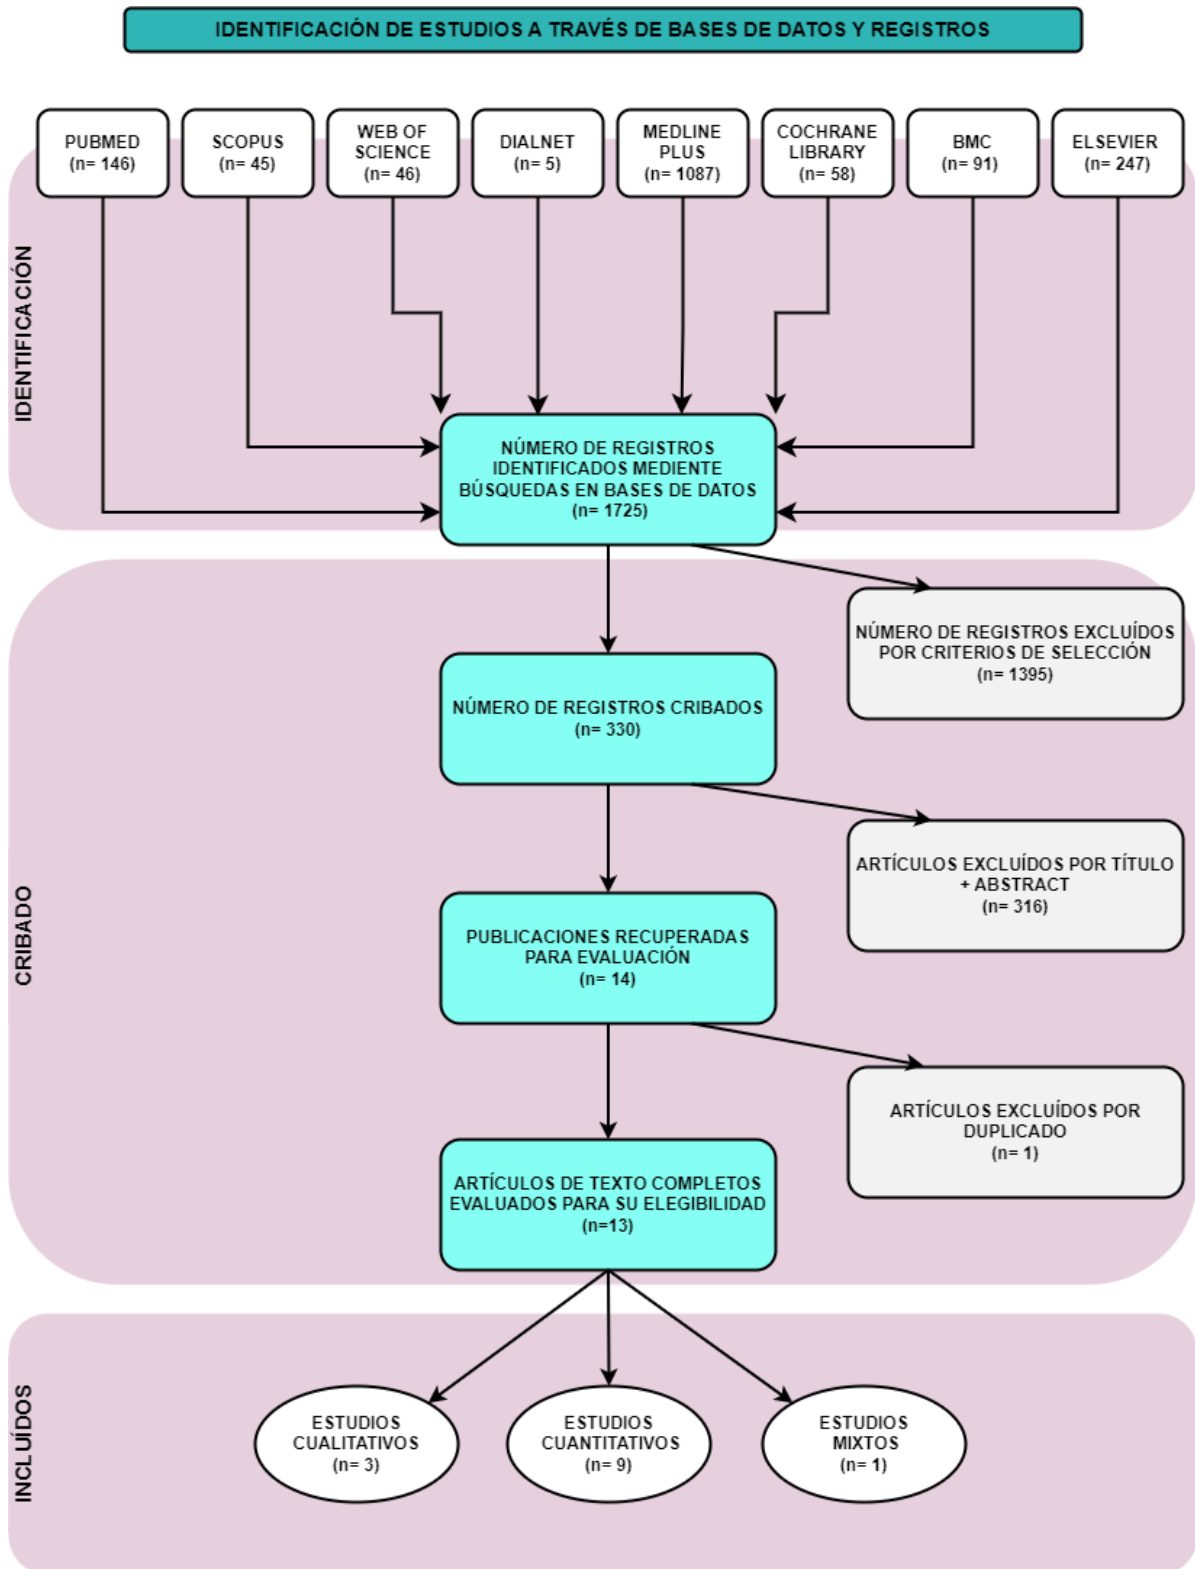 IDENTIFICACIÓN DE ESTUDIOS A TRAVÉS DE BASES DE DATOS Y REGISTROS
PUBMED
(n= 146)
SCOPUS
(n= 45)
WEB OF
SCIENCE
(n= 46)
DIALNET
(n= 5)
MEDLINE
PLUS
(n= 1087)
COCHRANE
LIBRARY
(n= 58)
BMC
(n= 91)
ELSEVIER
(n= 247)
IDENTIFICACIÓN
NÚMERO DE REGISTROS
IDENTIFICADOS MEDIENTE
BÚSQUEDAS EN BASES DE DATOS
(n= 1725)
NÚMERO DE REGISTROS EXCLUÍDOS
POR CRITERIOS DE SELECCIÓN
(n= 1395)
CRIBADO
NÚMERO DE REGISTROS CRIBADOS
(n= 330)
ARTÍCULOS EXCLUÍDOS POR TÍTULO
+ ABSTRACT
(n= 316)
PUBLICACIONES RECUPERADAS
PARA EVALUACIÓN
(n= 14)
ARTÍCULOS EXCLUÍDOS POR
DUPLICADO
(n= 1)
ARTÍCULOS DE TEXTO COMPLETOS
EVALUADOS PARA SU ELEGIBILIDAD
(n=13)
INCLUÍDOS
ESTUDIOS
CUALITATIVOS
(n= 3)
ESTUDIOS
CUANTITATIVOS
(n= 9)
ESTUDIOS
MIXTOS
(n= 1)